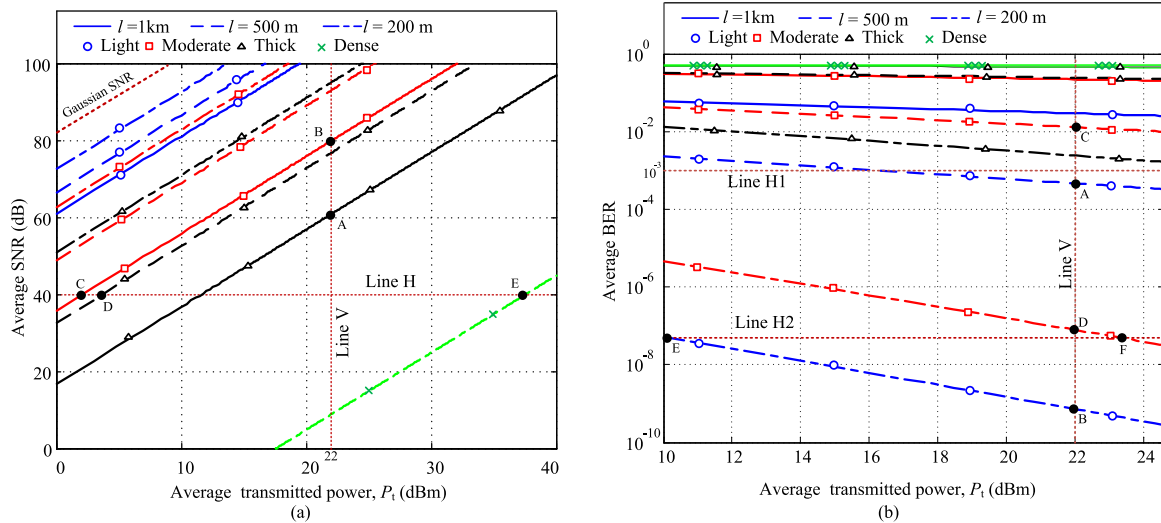 l =1km l = 500 m l = 200 m
Light Moderate Thick Dense
100
80
60
40
20
0
Average SNR (dB)
Gaussian SNR
B
A
C
D
E
Line H
Line V
0 10 20 22 30 40
Average transmitted power, Pt (dBm)
(a)
l =1km l = 500 m l = 200 m
Light Moderate Thick Dense
10^0
10^-2
10^-3
10^-4
10^-6
10^-8
10^-10
Average BER
C
Line H1
A
Line V
D
Line H2
E
F
B
10 12 14 16 18 20 22 24
Average transmitted power, Pt (dBm)
(b)